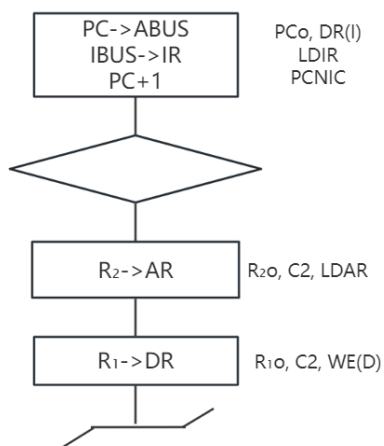 PC->ABUS
IBUS->IR
PC+1
PCo, DR(I)
LDIR
PCNIC
R₂->AR
R₂o, C2, LDAR
R₁->DR
R₁o, C2, WE(D)